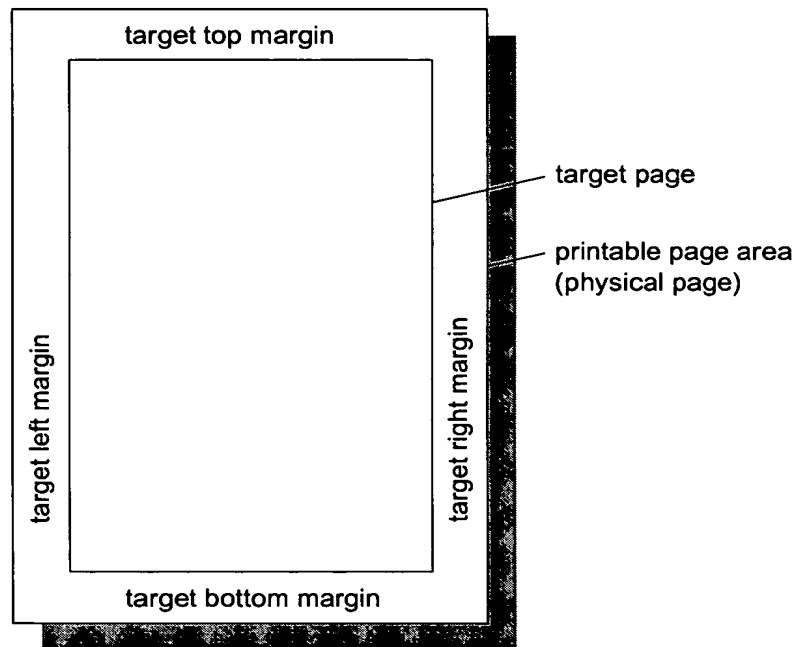 target top margin
target page
printable page area
(physical page)
target left margin
target right margin
target bottom margin